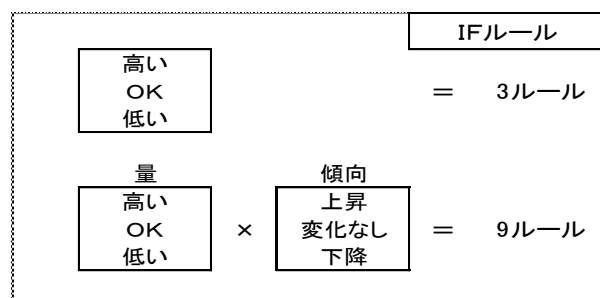 IFルール
高い
OK
低い
= 3ルール
量
傾向
高い
OK
低い
×
上昇
変化なし
下降
= 9ルール